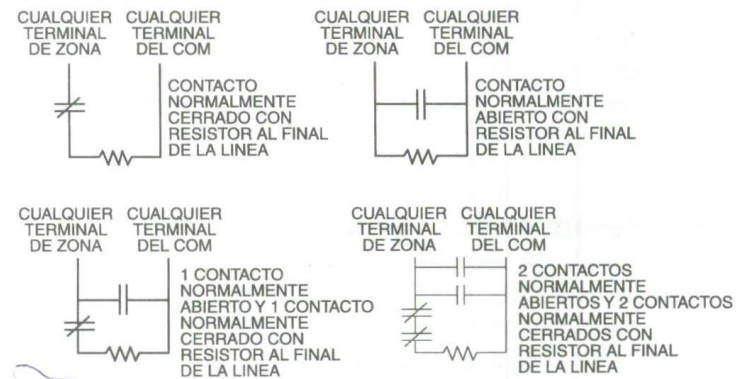 CUALQUIER
TERMINAL
DE ZONA
CUALQUIER
TERMINAL
DEL COM
CONTACTO
NORMALMENTE
CERRADO CON
RESISTOR AL FINAL
DE LA LINEA
CUALQUIER
TERMINAL
DE ZONA
CUALQUIER
TERMINAL
DEL COM
CONTACTO
NORMALMENTE
ABIERTO CON
RESISTOR AL FINAL
DE LA LINEA
CUALQUIER
TERMINAL
DE ZONA
CUALQUIER
TERMINAL
DEL COM
1 CONTACTO
NORMALMENTE
ABIERTO Y 1 CONTACTO
NORMALMENTE
CERRADO CON
RESISTOR AL FINAL
DE LA LINEA
CUALQUIER
TERMINAL
DE ZONA
CUALQUIER
TERMINAL
DEL COM
2 CONTACTOS
NORMALMENTE
ABIERTOS Y 2 CONTACTOS
NORMALMENTE
CERRADOS CON
RESISTOR AL FINAL
DE LA LINEA